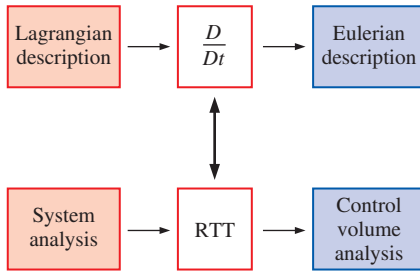 Lagrangian
description
D
Dt
Eulerian
description
System
analysis
RTT
Control
volume
analysis